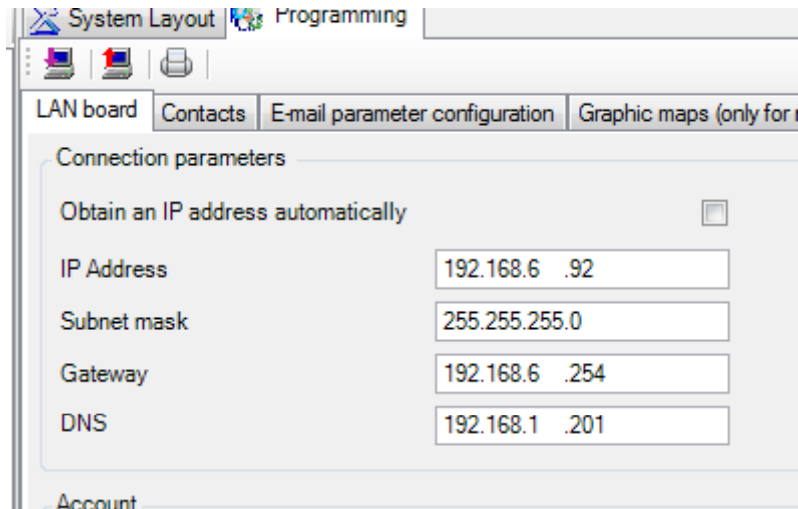 System Layout Programming
LAN board Contacts E-mail parameter configuration Graphic maps (only for
Connection parameters
Obtain an IP address automatically
IP Address 192.168.6 .92
Subnet mask 255.255.255.0
Gateway 192.168.6 .254
DNS 192.168.1 .201
Account